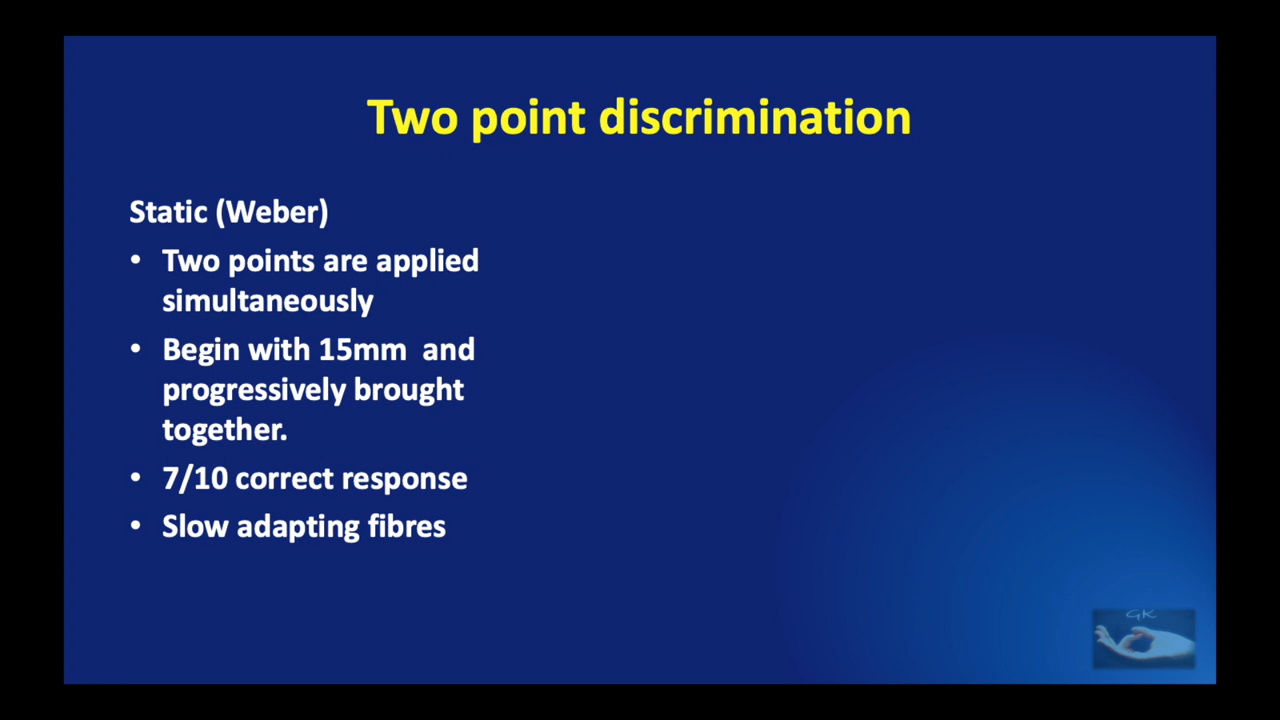 Two point discrimination
Static (Weber)
• Two points are applied
simultaneously
• Begin with 15mm and
progressively brought
together.
• 7/10 correct response
• Slow adapting fibres
GK